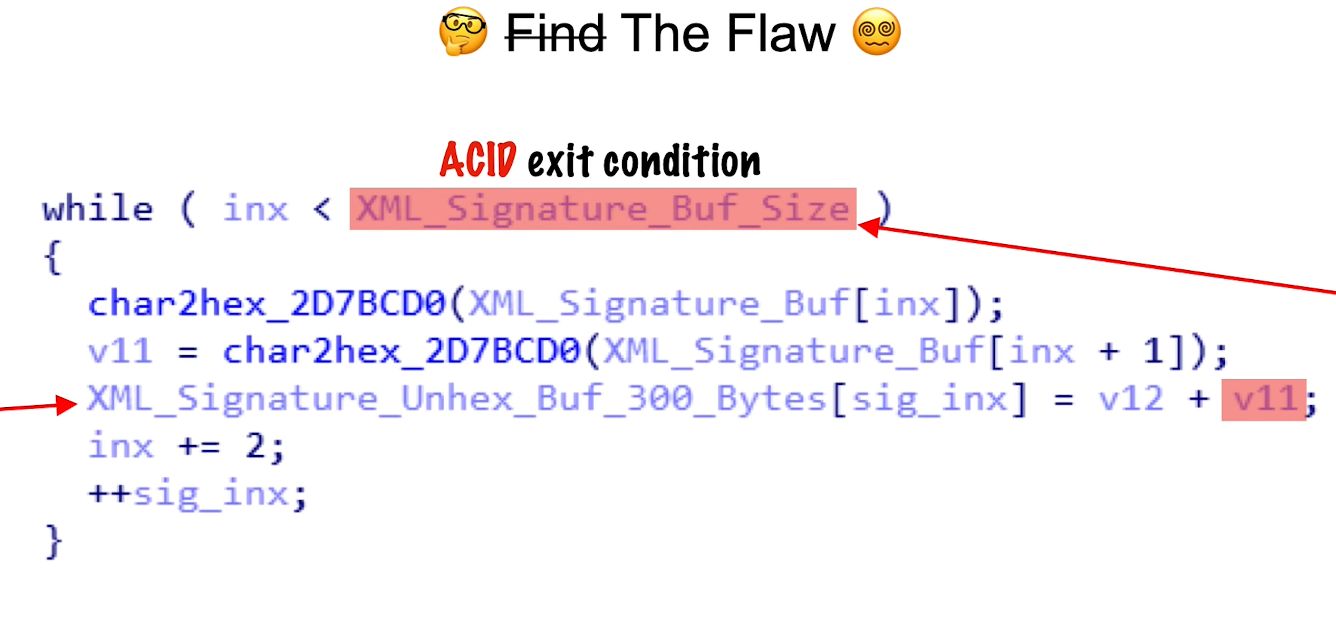 🤓 Find The Flaw 😵‍💫
ACID exit condition
while ( inx < XML_Signature_Buf_Size )
{
char2hex_2D7BCD0(XML_Signature_Buf[inx]);
v11 = char2hex_2D7BCD0(XML_Signature_Buf[inx + 1]);
XML_Signature_Unhex_Buf_300_Bytes[sig_inx] = v12 + v11;
inx += 2;
++sig_inx;
}